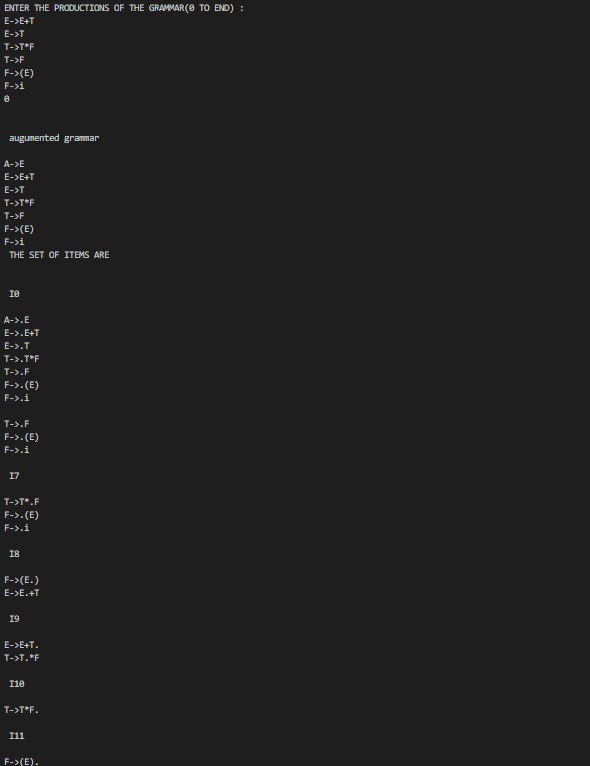 ENTER THE PRODUCTIONS OF THE GRAMMAR(0 TO END) :
E->E+T
E->T
T->T*F
T->F
F->(E)
F->i
0
augumented grammar
A->E
E->E+T
E->T
T->T*F
T->F
F->(E)
F->i
THE SET OF ITEMS ARE
I0
A->.E
E->.E+T
E->.T
T->.T*F
T->.F
F->.(E)
F->.i
T->.F
F->.(E)
F->.i
I7
T->T*.F
F->.(E)
F->.i
I8
F->(E.)
E->E.+T
I9
E->E+T.
T->T.*F
I10
T->T*F.
I11
F->(E).